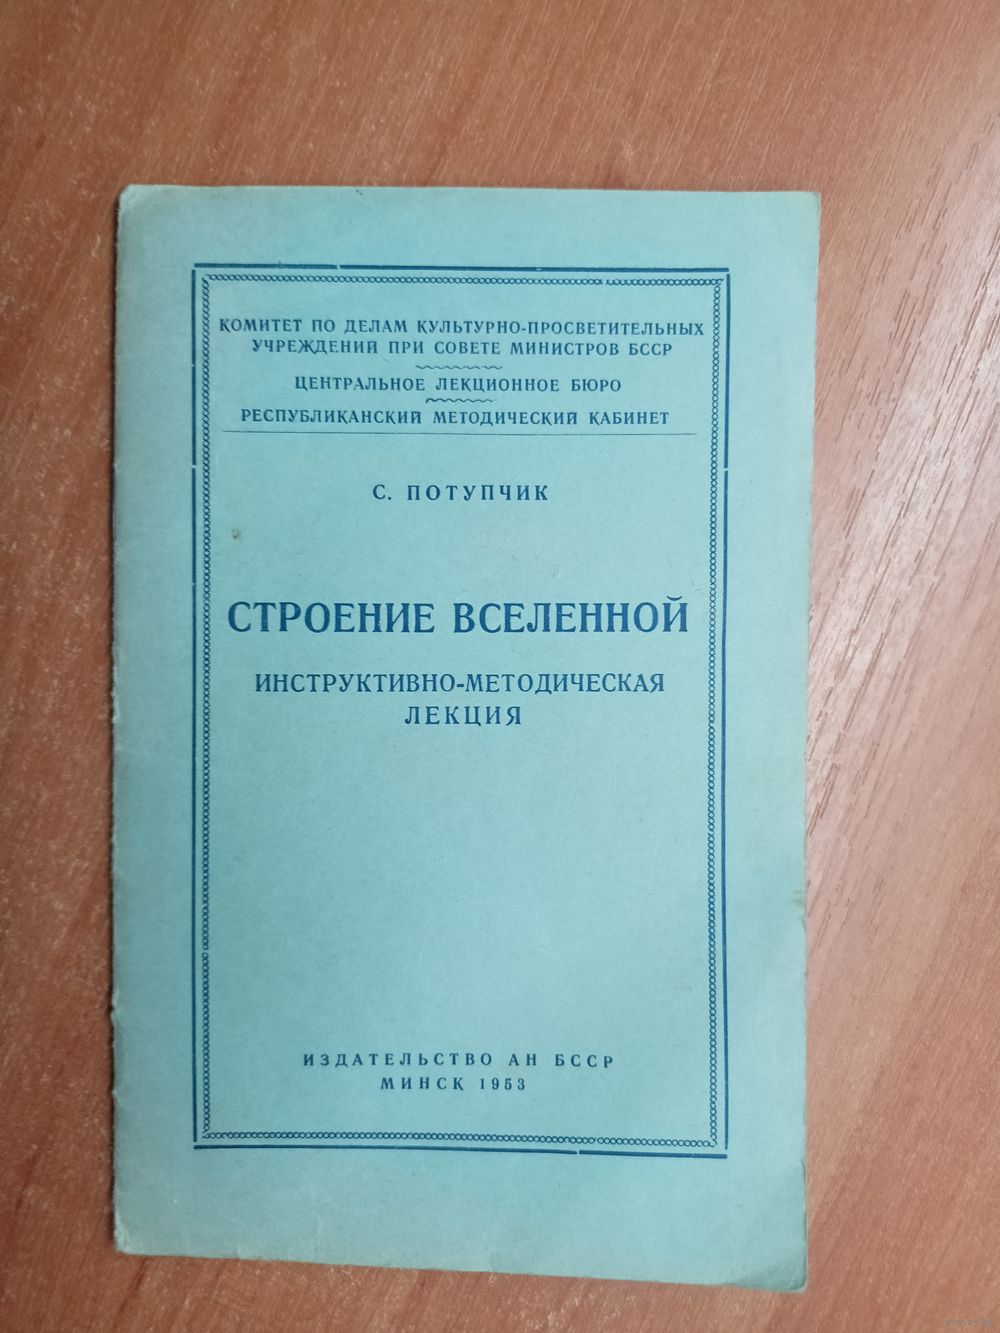 КОМИТЕТ ПО ДЕЛАМ КУЛЬТУРНО-ПРОСВЕТИТЕЛЬНЫХ
УЧРЕЖДЕНИЙ ПРИ СОВЕТЕ МИНИСТРОВ БССР
ЦЕНТРАЛЬНОЕ ЛЕКЦИОННОЕ БЮРО
РЕСПУБЛИКАНСКИЙ МЕТОДИЧЕСКИЙ КАБИНЕТ
С. ПОТУПЧИК
СТРОЕНИЕ ВСЕЛЕННОЙ
ИНСТРУКТИВНО-МЕТОДИЧЕСКАЯ
ЛЕКЦИЯ
ИЗДАТЕЛЬСТВО АН БССР
МИНСК 1953